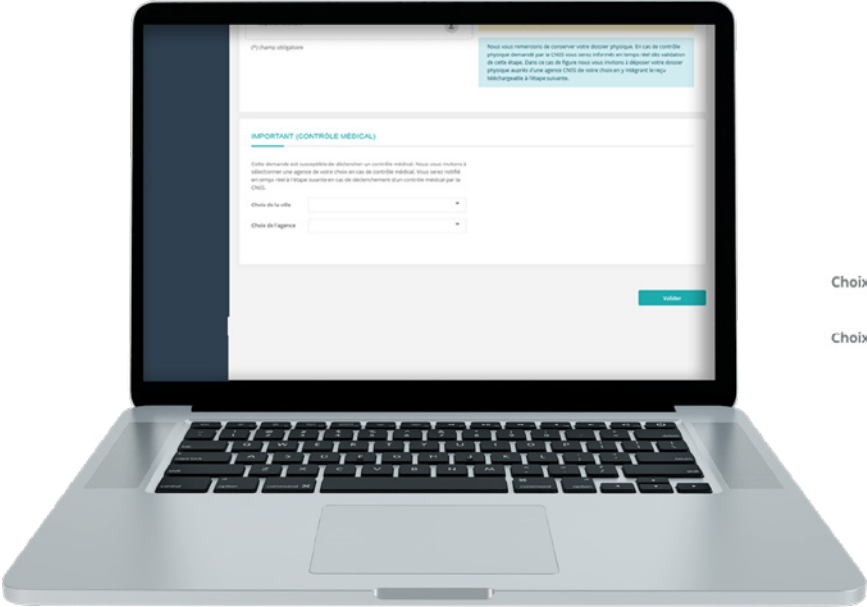 (*) champ obligatoire
Nous vous remercions de conserver votre dossier physique. En cas de contrôle
physique demandé par la CNSS vous serez informés en temps réel dès validation
de cette étape. Dans ce cas de figure nous vous invitons à déposer votre dossier
physique auprès d'une agence CNSS de votre choix en y intégrant le reçu
téléchargeable à l'étape suivante.
IMPORTANT (CONTRÔLE MÉDICAL)
Cette demande est susceptible de déclencher un contrôle médical. Nous vous invitons à
sélectionner une agence de votre choix en cas de contrôle médical. Vous serez notifié
en temps réel à l'étape suivante en cas de déclenchement d'un contrôle médical par la
CNSS.
Choix de la ville
Choix de l'agence
Valider
Choix
Choix
control
option
command
command
option